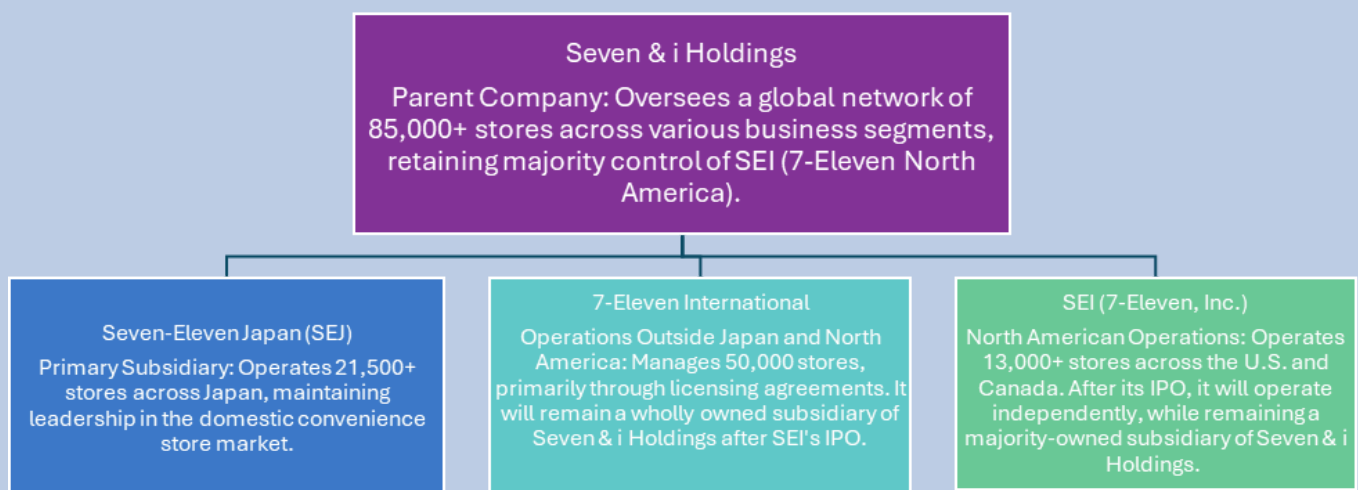 Seven & i Holdings
Parent Company: Oversees a global network of
85,000+ stores across various business segments,
retaining majority control of SEI (7-Eleven North
America).
Seven-Eleven Japan (SEJ)
Primary Subsidiary: Operates 21,500+
stores across Japan, maintaining
leadership in the domestic convenience
store market.
7-Eleven International
Operations Outside Japan and North
America: Manages 50,000 stores,
primarily through licensing agreements. It
will remain a wholly owned subsidiary of
Seven & i Holdings after SEI's IPO.
SEI (7-Eleven, Inc.)
North American Operations: Operates
13,000+ stores across the U.S. and
Canada. After its IPO, it will operate
independently, while remaining a
majority-owned subsidiary of Seven & i
Holdings.